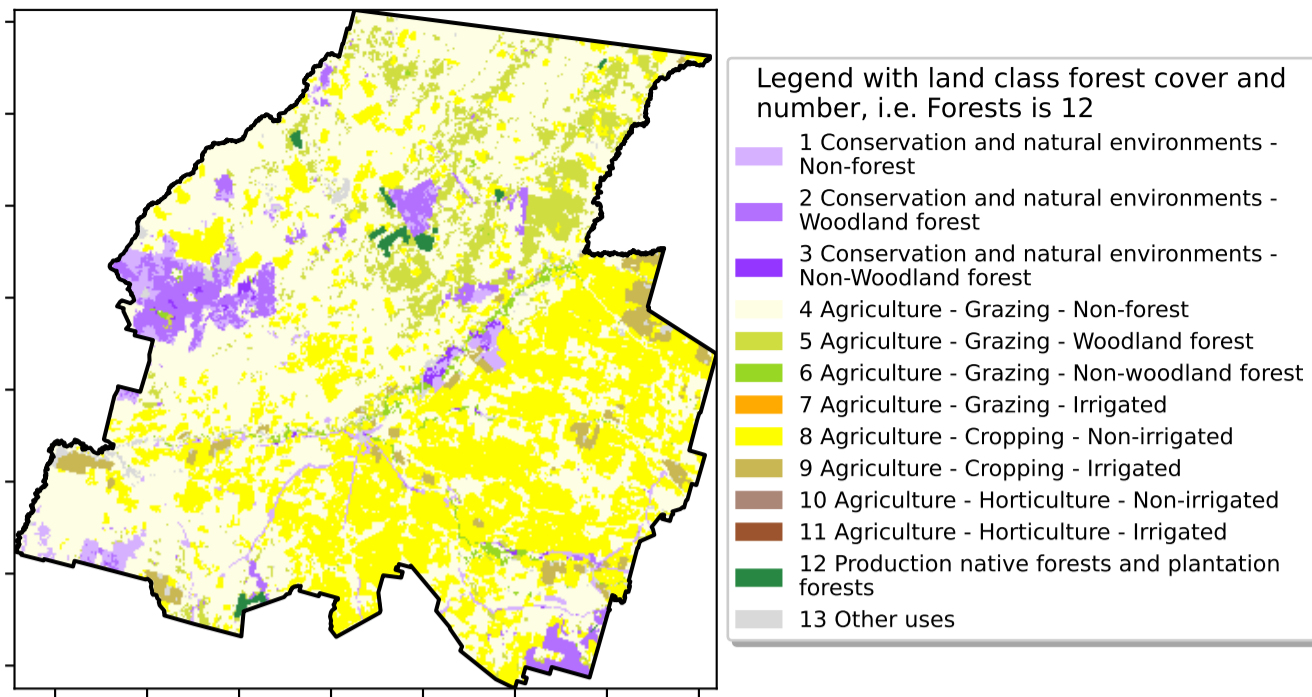 Legend with land class forest cover and
number, i.e. Forests is 12
1 Conservation and natural environments -
Non-forest
2 Conservation and natural environments -
Woodland forest
3 Conservation and natural environments -
Non-Woodland forest
4 Agriculture - Grazing - Non-forest
5 Agriculture - Grazing - Woodland forest
6 Agriculture - Grazing - Non-woodland forest
7 Agriculture - Grazing - Irrigated
8 Agriculture - Cropping - Non-irrigated
9 Agriculture - Cropping - Irrigated
10 Agriculture - Horticulture - Non-irrigated
11 Agriculture - Horticulture - Irrigated
12 Production native forests and plantation
forests
13 Other uses